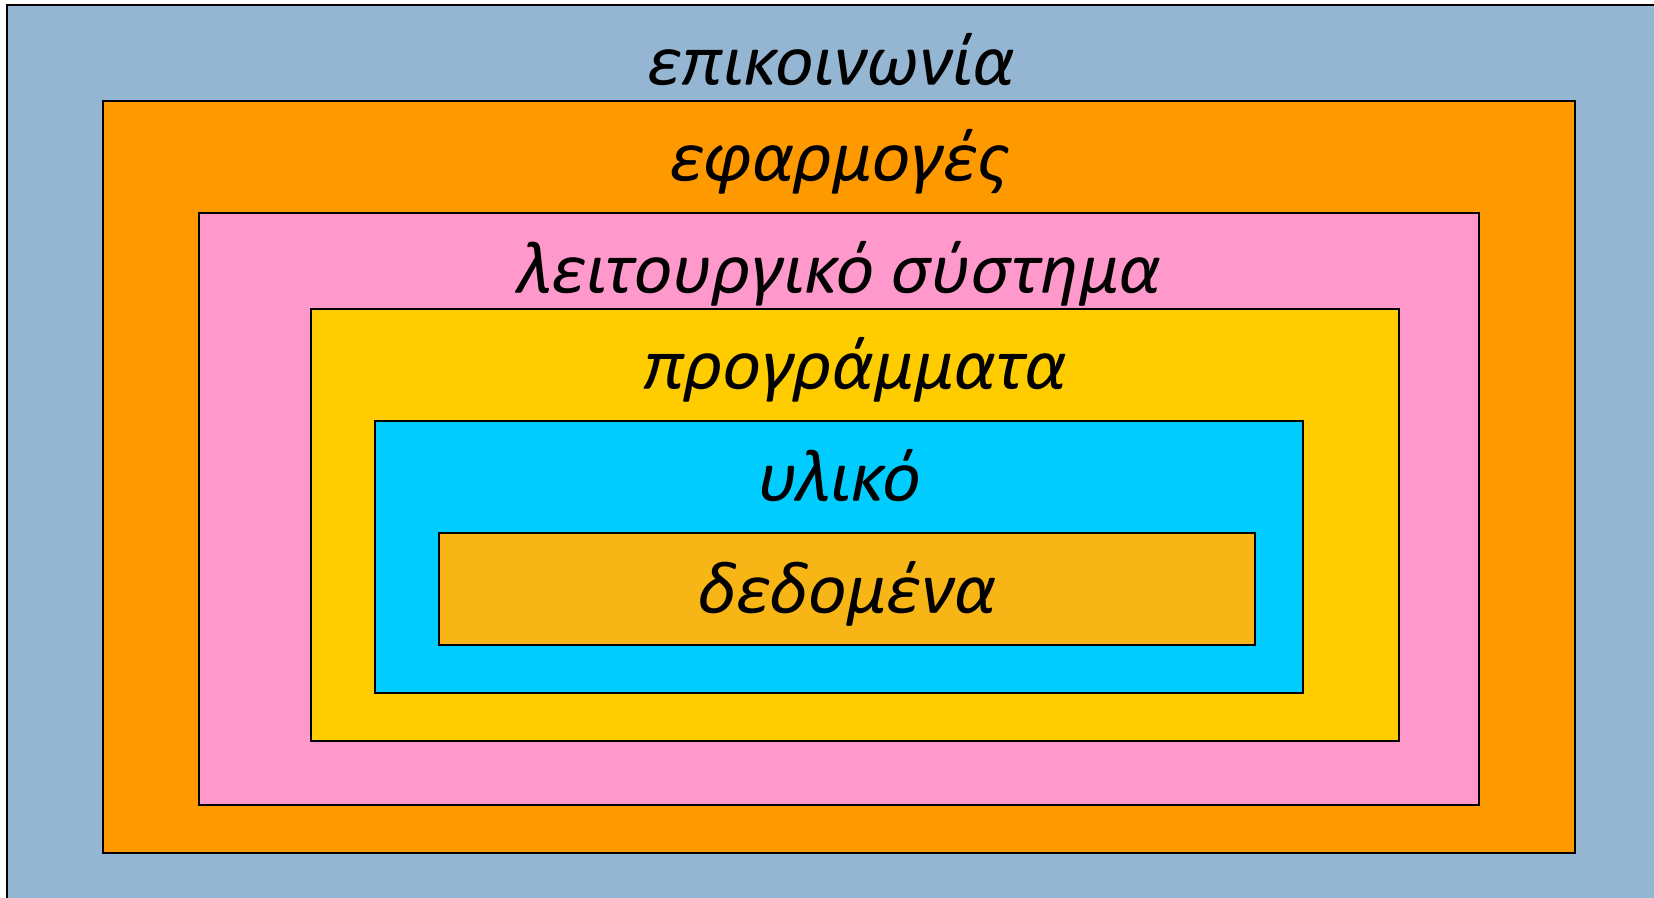 επικοινωνία
εφαρμογές
λειτουργικό σύστημα
προγράμματα
υλικό
δεδομένα